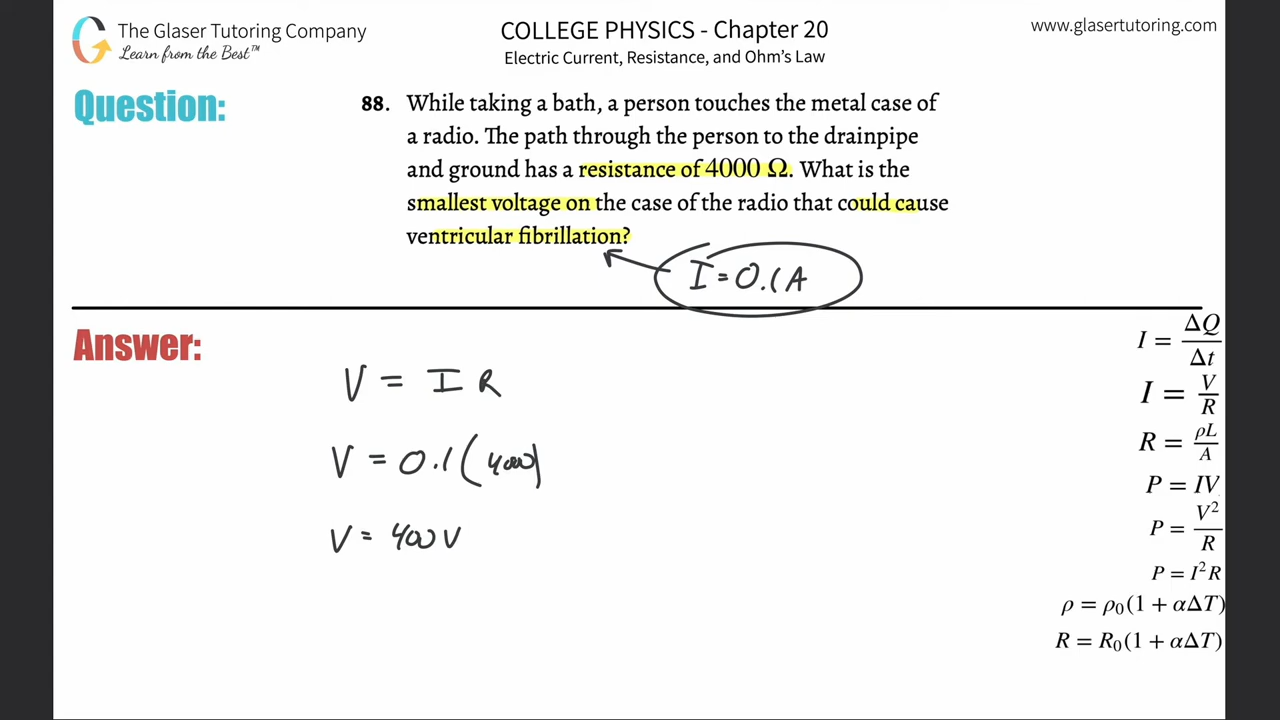 The Glaser Tutoring Company
Learn from the Best™
COLLEGE PHYSICS - Chapter 20
Electric Current, Resistance, and Ohm's Law
www.glasertutoring.com
Question:
88. While taking a bath, a person touches the metal case of
a radio. The path through the person to the drainpipe
and ground has a resistance of 4000 Ω. What is the
smallest voltage on the case of the radio that could cause
ventricular fibrillation?
I = 0.1A
Answer:
V = I R
V = 0.1(400)
V = 400 V
I = ΔQ/Δt
I = V/R
R = ρL/A
P = IV
P = V²/R
P = I²R
ρ = ρ₀(1 + αΔT)
R = R₀(1 + αΔT)